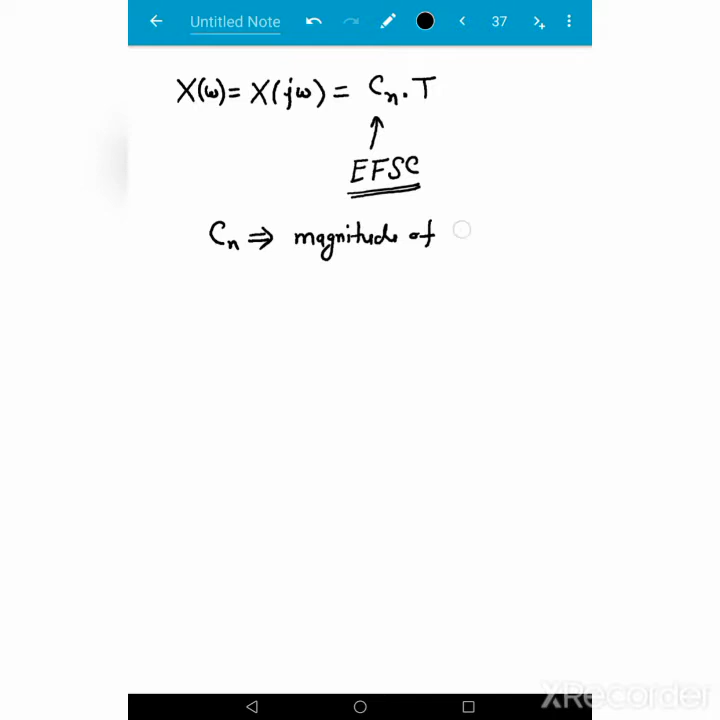 Untitled Note
37
X(ω) = X(jω) = Cₙ . T
↑
EFSC
Cₙ ⇒ magnitude of
XRecorder